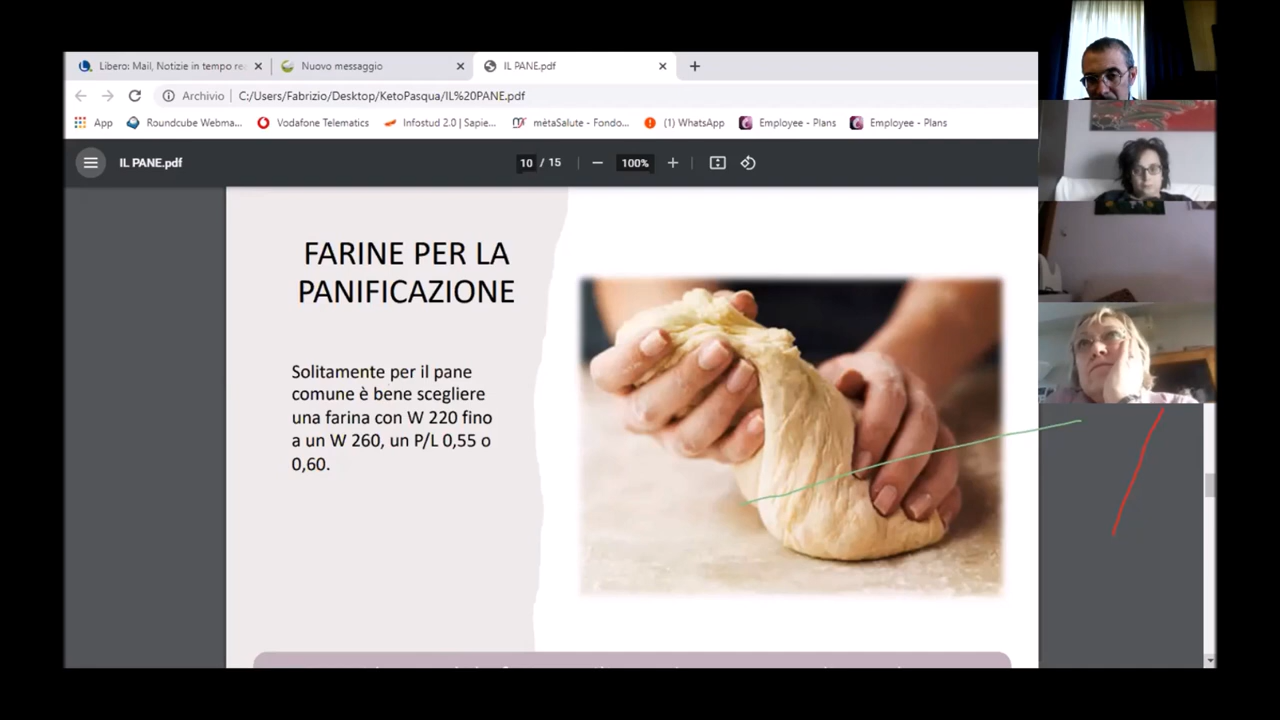 Libero: Mail, Notizie in tempo re
Nuovo messaggio
IL PANE.pdf
Archivio
C:/Users/Fabrizio/Desktop/KetoPasqua/IL%20PANE.pdf
App
Roundcube Webma...
Vodafone Telematics
Infostud 2.0 | Sapie...
mètaSalute - Fondo...
(1) WhatsApp
Employee - Plans
Employee - Plans
IL PANE.pdf
10 / 15
100%
FARINE PER LA
PANIFICAZIONE
Solitamente per il pane
comune è bene scegliere
una farina con W 220 fino
a un W 260, un P/L 0,55 o
0,60.